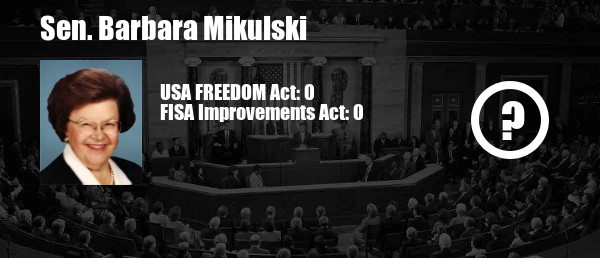 Sen. Barbara Mikulski
USA FREEDOM Act: 0
FISA Improvements Act: 0
?